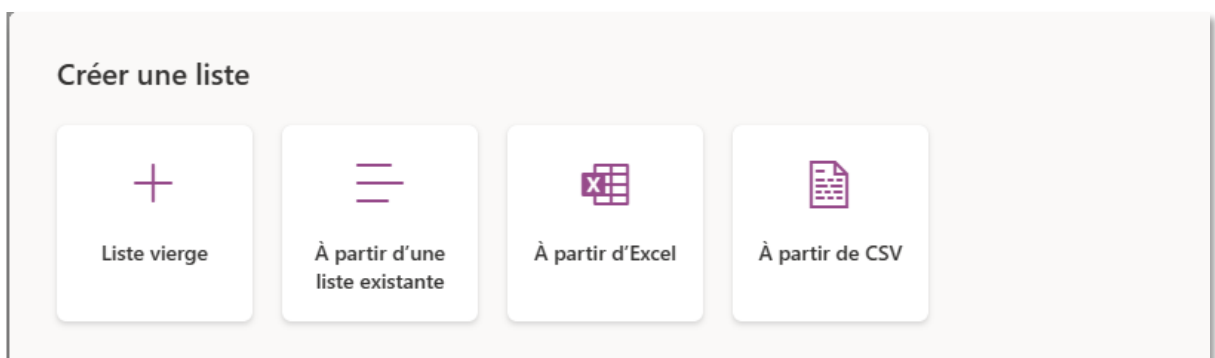 Créer une liste
Liste vierge
À partir d’une
liste existante
À partir d’Excel
À partir de CSV